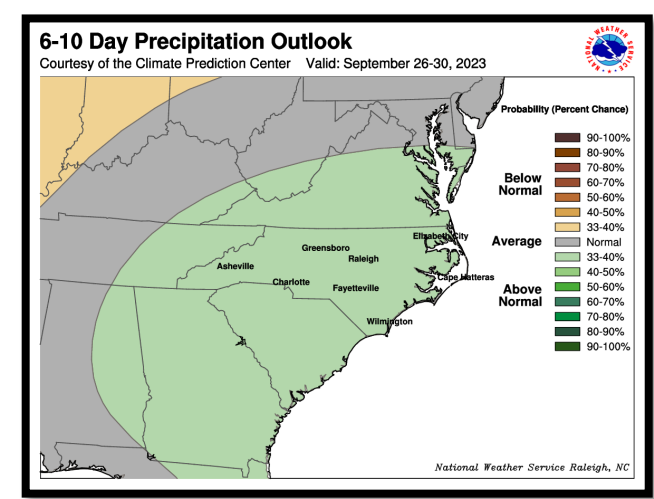 6-10 Day Precipitation Outlook
Courtesy of the Climate Prediction Center Valid: September 26-30, 2023
NATIONAL WEATHER SERVICE
Probability (Percent Chance)
Below
Normal
90-100%
80-90%
70-80%
60-70%
50-60%
40-50%
33-40%
Average
Normal
Above
Normal
33-40%
40-50%
50-60%
60-70%
70-80%
80-90%
90-100%
Elizabeth City
Greensboro
Raleigh
Asheville
Cape Hatteras
Charlotte
Fayetteville
Wilmington
National Weather Service Raleigh, NC